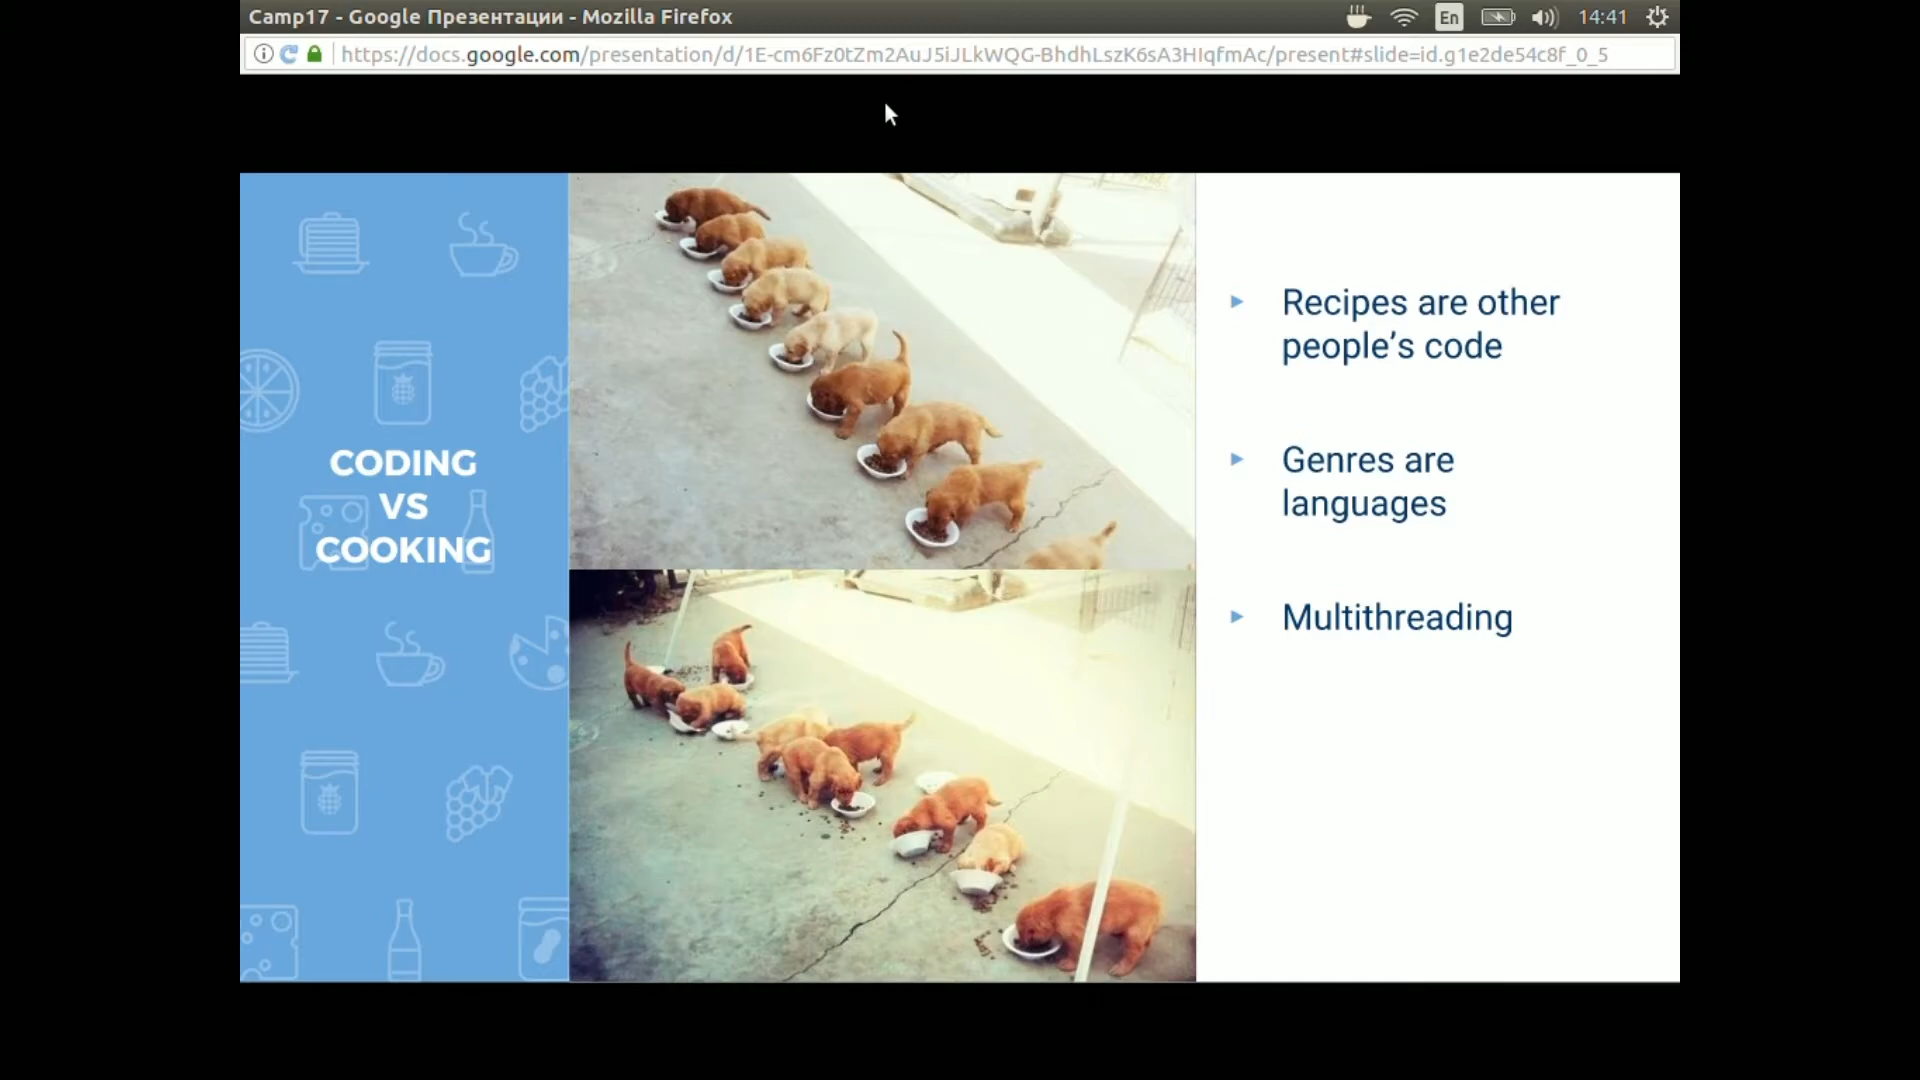 Camp17 - Google Презентации - Mozilla Firefox
En
14:41
https://docs.google.com/presentation/d/1E-cm6Fz0tZm2AuJ5iJLkWQG-BhdhLszK6sA3HIqfmAc/present#slide=id.g1e2de54c8f_0_5
CODING
VS
COOKING
Recipes are other
people’s code
Genres are
languages
Multithreading